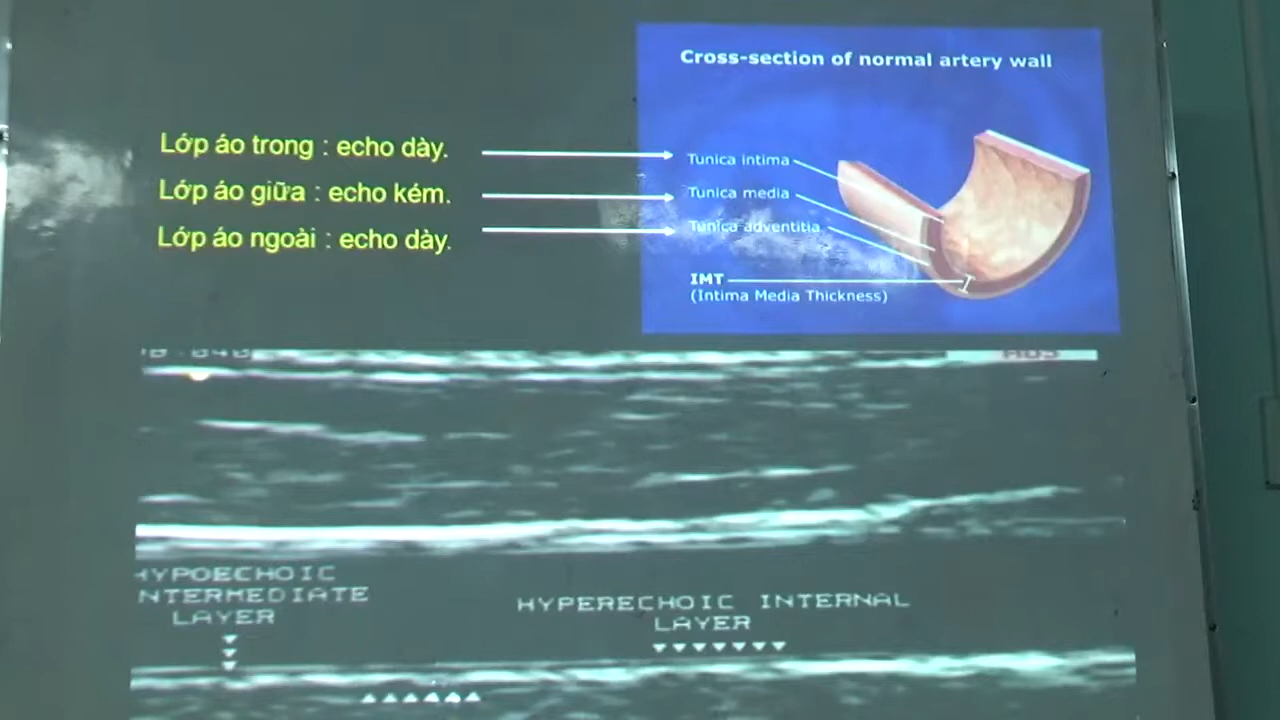 Cross-section of normal artery wall
Lớp áo trong : echo dày.
Lớp áo giữa : echo kém.
Lớp áo ngoài : echo dày.
Tunica intima
Tunica media
Tunica adventitia
IMT
(Intima Media Thickness)
HYPOECHOIC
INTERMEDIATE
LAYER
HYPERECHOIC INTERNAL
LAYER